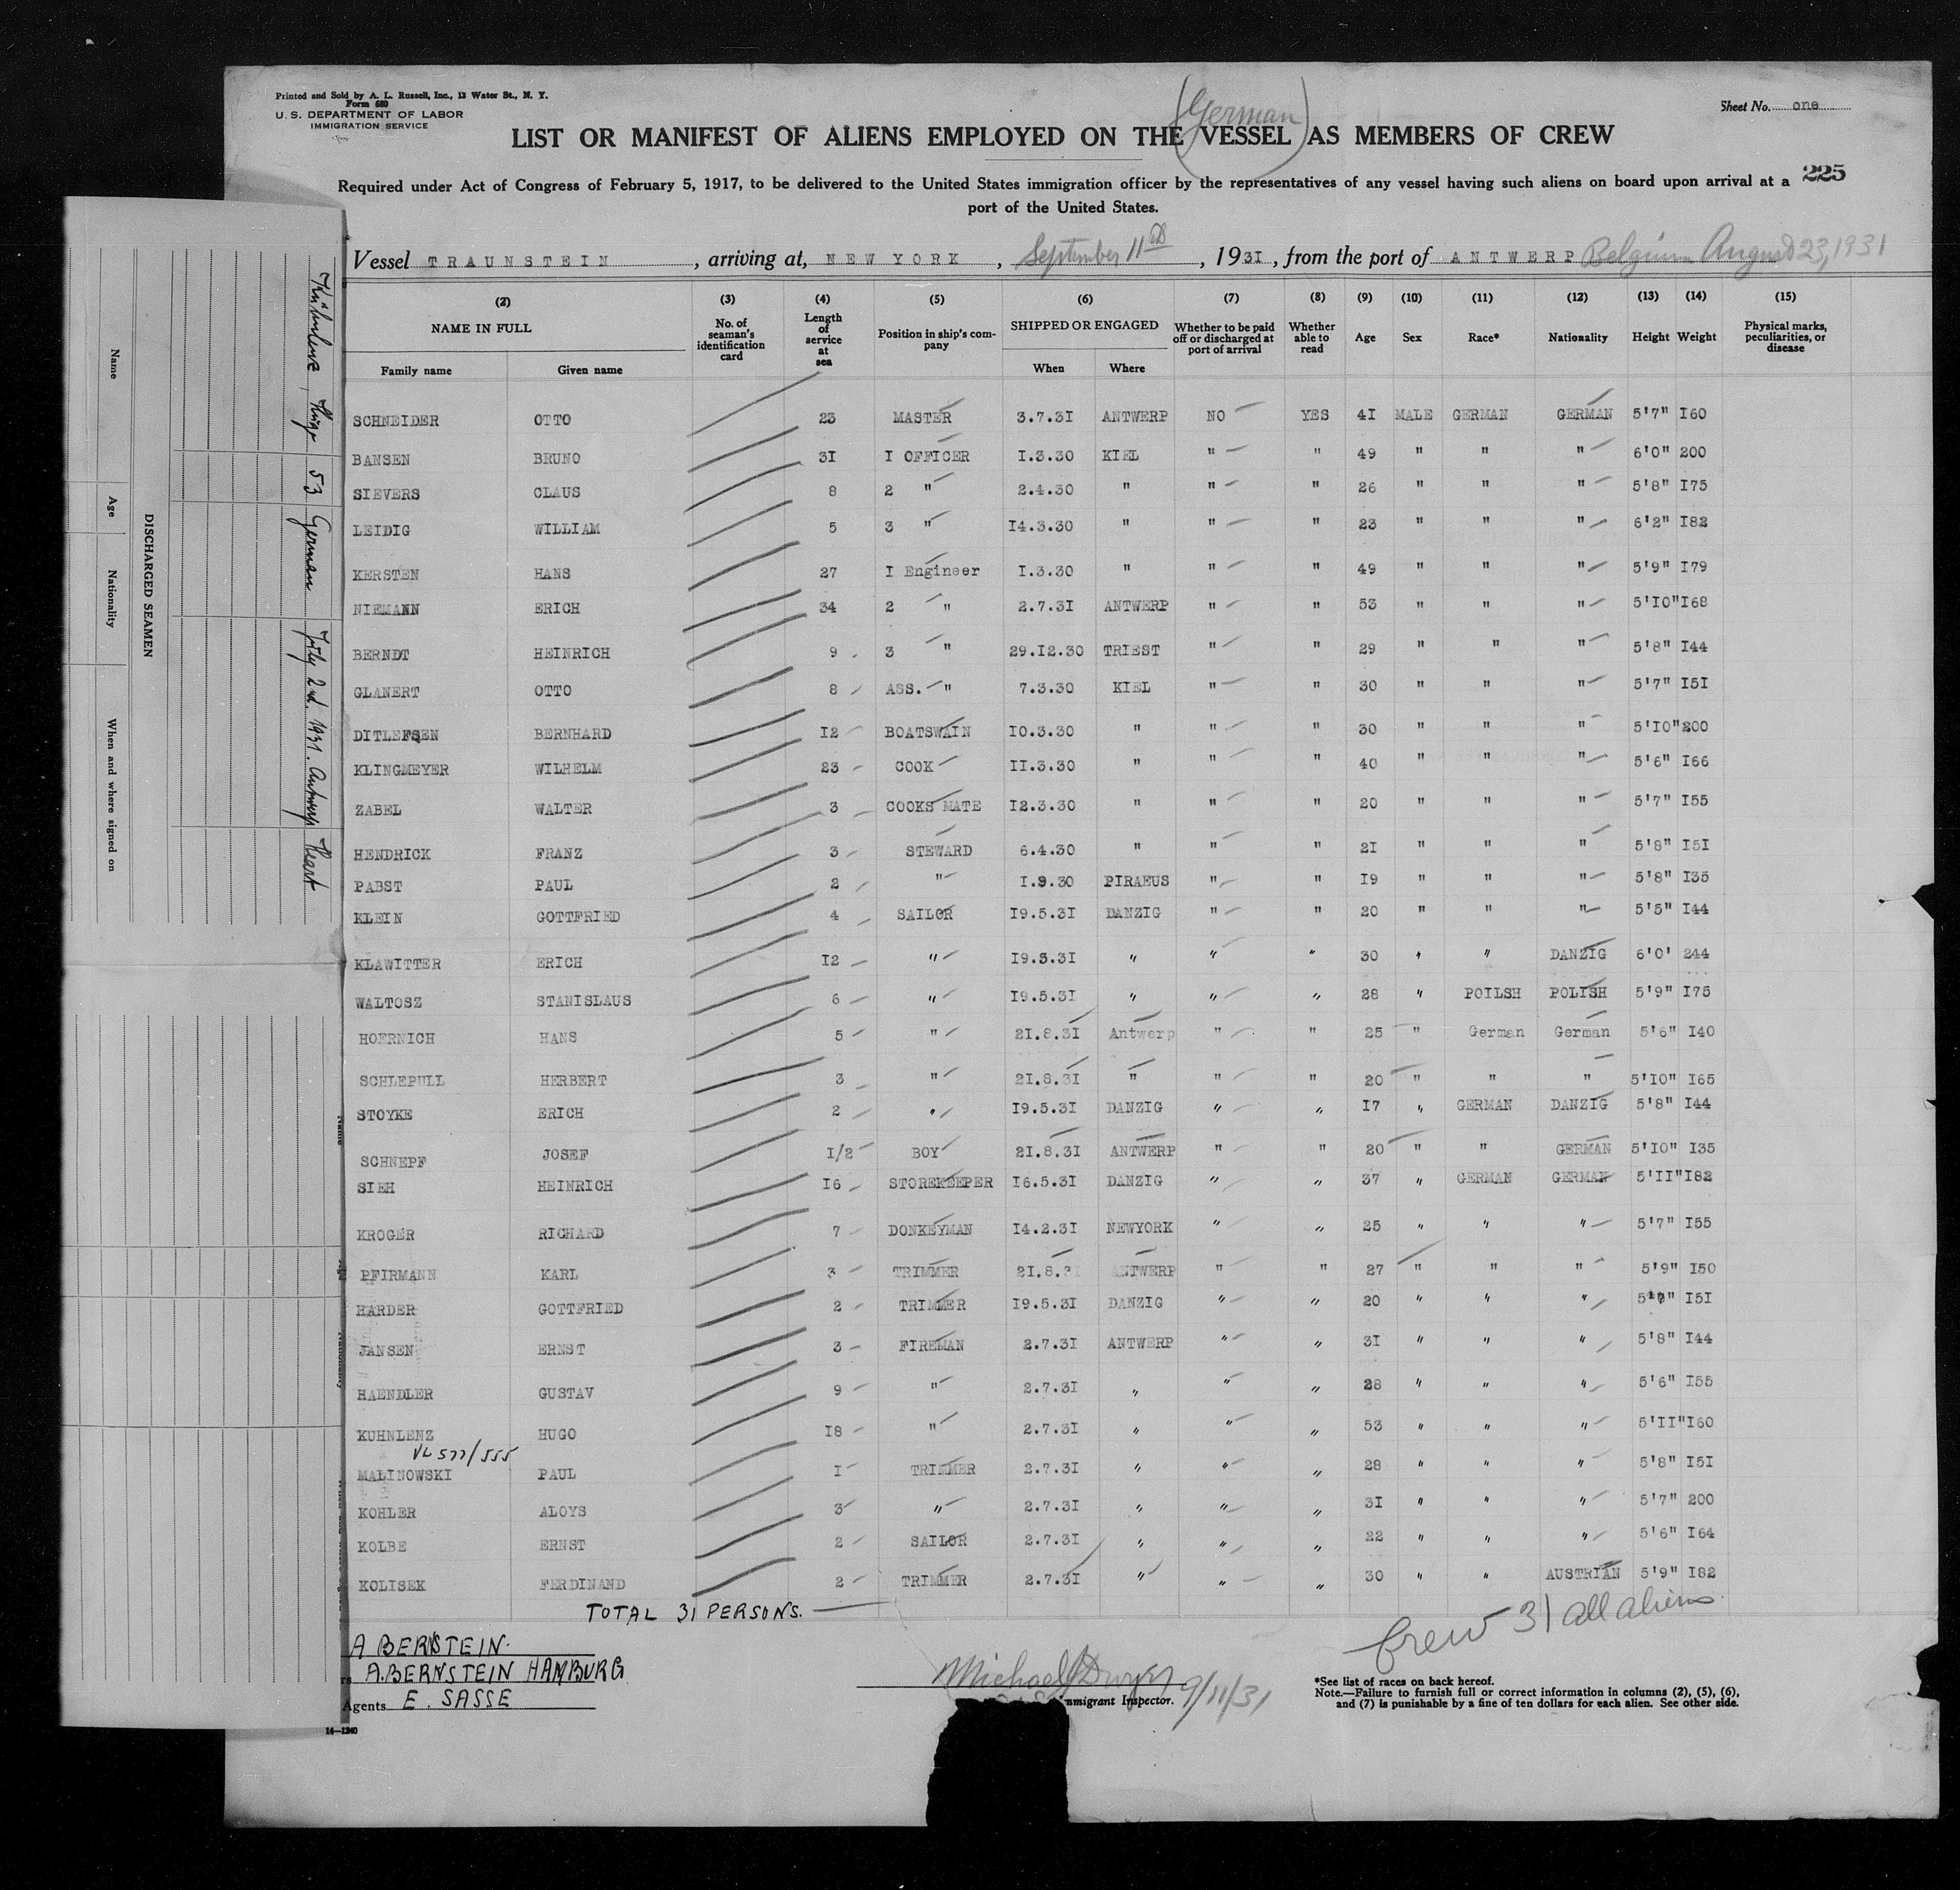 Printed and Sold by A. L. Russell, Inc., 13 Water St., N. Y.
Form 680
U. S. DEPARTMENT OF LABOR
IMMIGRATION SERVICE
Sheet No. one
(German)
LIST OR MANIFEST OF ALIENS EMPLOYED ON THE VESSEL AS MEMBERS OF CREW
225
Required under Act of Congress of February 5, 1917, to be delivered to the United States immigration officer by the representatives of any vessel having such aliens on board upon arrival at a
port of the United States.
Vessel TRAUNSTEIN, arriving at, NEW YORK, September 11th, 1931, from the port of ANTWERP Belgium August 23, 1931
(2) (3) (4) (5) (6) (7) (8) (9) (10) (11) (12) (13) (14) (15)
NAME IN FULL No. of seaman's identification card Length of service at sea Position in ship's company SHIPPED OR ENGAGED Whether to be paid off or discharged at port of arrival Whether able to read Age Sex Race* Nationality Height Weight Physical marks, peculiarities, or disease
Family name Given name When Where
SCHNEIDER OTTO 23 MASTER 3.7.31 ANTWERP NO YES 41 MALE GERMAN GERMAN 5'7" 160
BANSEN BRUNO 31 I OFFICER 1.3.30 KIEL " " 49 " " " 6'0" 200
SIEVERS CLAUS 8 2 " 2.4.30 " " " 26 " " " 5'8" 175
LEIDIG WILLIAM 5 3 " 14.3.30 " " " 23 " " " 6'2" 182
KERSTEN HANS 27 I Engineer 1.3.30 " " " 49 " " " 5'9" 179
NIEMANN ERICH 34 2 " 2.7.31 ANTWERP " " 53 " " " 5'10" 168
BERNDT HEINRICH 9 3 " 29.12.30 TRIEST " " 29 " " " 5'8" 144
GLANERT OTTO 8 ASS. " 7.3.30 KIEL " " 30 " " " 5'7" 151
DITLEFSEN BERNHARD 12 BOATSWAIN 10.3.30 " " " 30 " " " 5'10" 200
KLINGMEYER WILHELM 23 COOK 11.3.30 " " " 40 " " " 5'6" 166
ZABEL WALTER 3 COOKS MATE 12.3.30 " " " 20 " " " 5'7" 155
HENDRICK FRANZ 3 STEWARD 6.4.30 " " " 21 " " " 5'8" 151
PABST PAUL 2 " 1.9.30 PIRAEUS " " 19 " " " 5'8" 135
KLEIN GOTTFRIED 4 SAILOR 19.5.31 DANZIG " " 20 " " " 5'5" 144
KLAWITTER ERICH 12 " 19.5.31 " " " 30 " " DANZIG 6'0' 244
WALTOSZ STANISLAUS 6 " 19.5.31 " " " 28 " POILSH POLISH 5'9" 175
HOERNICH HANS 5 " 21.8.31 Antwerp " " 25 " German German 5'6" 140
SCHLEPULL HERBERT 3 " 21.8.31 " " " 20 " " " 5'10" 165
STOYKE ERICH 2 " 19.5.31 DANZIG " " 17 " GERMAN DANZIG 5'8" 144
SCHNEPF JOSEF 1/2 BOY 21.8.31 ANTWERP " " 20 " " GERMAN 5'10" 135
SIEH HEINRICH 16 STOREKEEPER 16.5.31 DANZIG " " 37 " GERMAN GERMAN 5'11" 182
KROGER RICHARD 7 DONKEYMAN 14.2.31 NEWYORK " " 25 " " " 5'7" 155
PFIRMANN KARL 3 TRIMMER 21.8.31 ANTWERP " " 27 " " " 5'9" 150
HARDER GOTTFRIED 2 TRIMMER 19.5.31 DANZIG " " 20 " " " 151
JANSEN ERNST 3 FIREMAN 2.7.31 ANTWERP " " 31 " " " 5'8" 144
HAENDLER GUSTAV 9 " 2.7.31 " " " 28 " " " 5'6" 155
KUHNLENZ HUGO 18 " 2.7.31 " " " 53 " " " 5'11" 160
VL 577/555
MALINOWSKI PAUL 1 TRIMMER 2.7.31 " " " 28 " " " 5'8" 151
KOHLER ALOYS 3 " 2.7.31 " " " 31 " " " 5'7" 200
KOLBE ERNST 2 SAILOR 2.7.31 " " " 22 " " " 5'6" 164
KOLISEK FERDINAND 2 TRIMMER 2.7.31 " " " 30 " " AUSTRIAN 5'9" 182
TOTAL 31 PERSONS.
Crew 31 all aliens
A BERNSTEIN.
A. BERNSTEIN HAMBURG
Agents E. SASSE
Michael Dwyer 9/11/31
Immigrant Inspector.
*See list of races on back hereof.
Note.—Failure to furnish full or correct information in columns (2), (5), (6),
and (7) is punishable by a fine of ten dollars for each alien. See other side.
14—1240
DISCHARGED SEAMEN
Name Age Nationality When and where signed on
Kühnlenz, Hugo 53 German July 2nd. 1931. Antwerp Heart